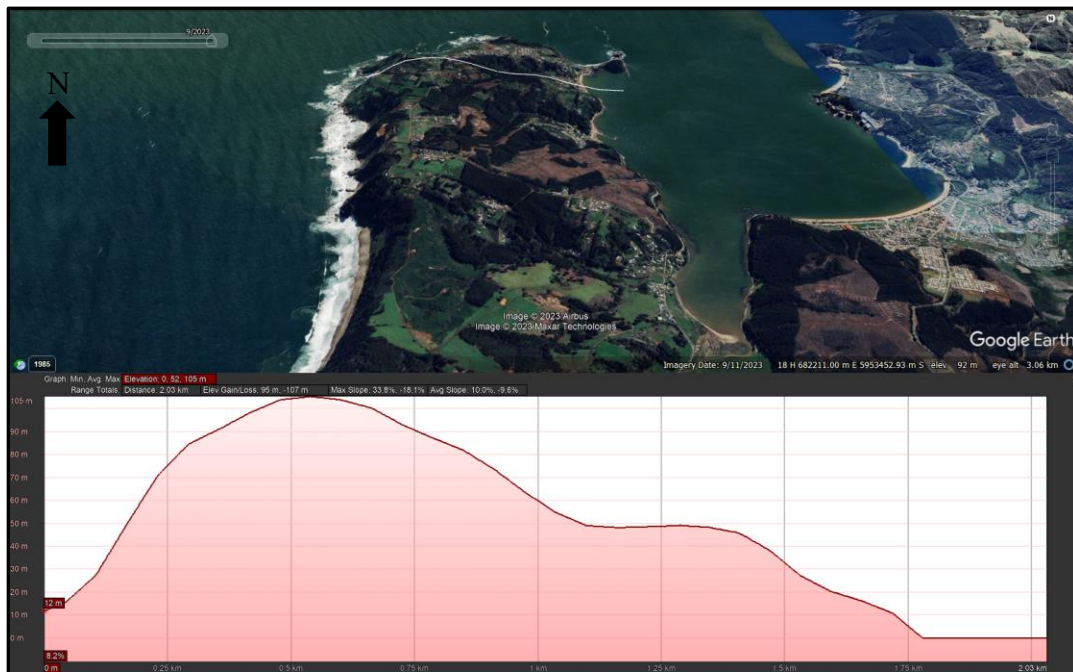 9/2023
N
Image © 2023 Airbus
Image © 2023 Maxar Technologies
Google Earth
1985
Imagery Date: 9/11/2023 18 H 682211.00 m E 5953452.93 m S elev 92 m eye alt 3.06 km
Graph: Min, Avg, Max Elevation: 0, 52, 105 m
Range Totals: Distance: 2.03 km Elev Gain/Loss: 95 m, -107 m Max Slope: 33.8%, -18.1% Avg Slope: 10.0%, -9.6%
105 m
90 m
80 m
70 m
60 m
50 m
40 m
30 m
20 m
12 m
10 m
0 m
8.2%
0 m 0.25 km 0.5 km 0.75 km 1 km 1.25 km 1.5 km 1.75 km 2.03 km